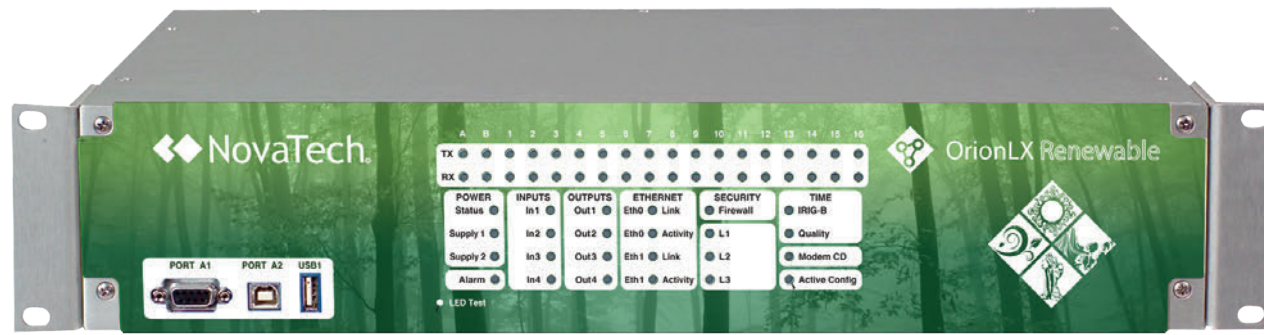 NovaTech®
A B 1 2 3 4 5 6 7 8 9 10 11 12 13 14 15 16
TX
RX
OrionLX Renewable
POWER
Status
Supply 1
Supply 2
Alarm
INPUTS
In1
In2
In3
In4
OUTPUTS
Out1
Out2
Out3
Out4
ETHERNET
Eth0 Link
Eth0 Activity
Eth1 Link
Eth1 Activity
SECURITY
Firewall
L1
L2
L3
TIME
IRIG-B
Quality
Modem CD
Active Config
PORT A1
PORT A2
USB1
LED Test